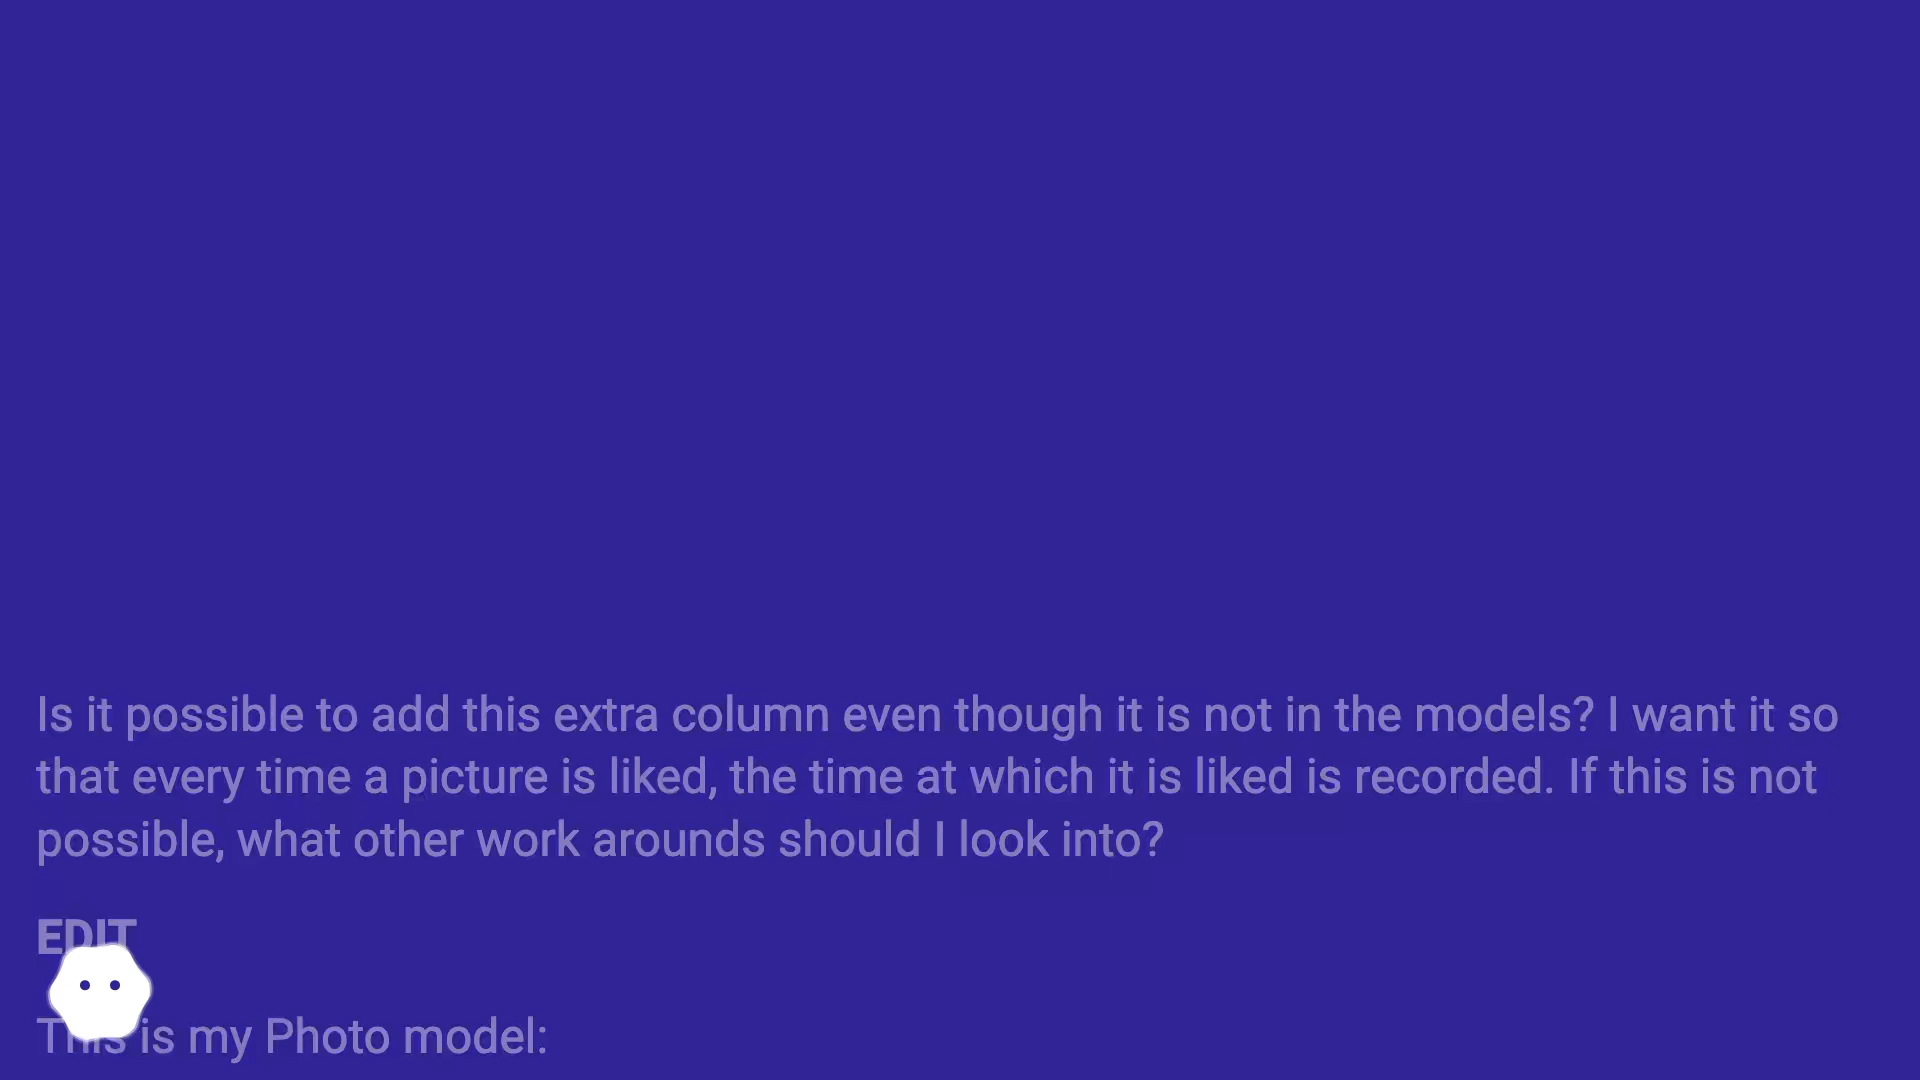 Is it possible to add this extra column even though it is not in the models? I want it so
that every time a picture is liked, the time at which it is liked is recorded. If this is not
possible, what other work arounds should I look into?
EDIT
This is my Photo model: